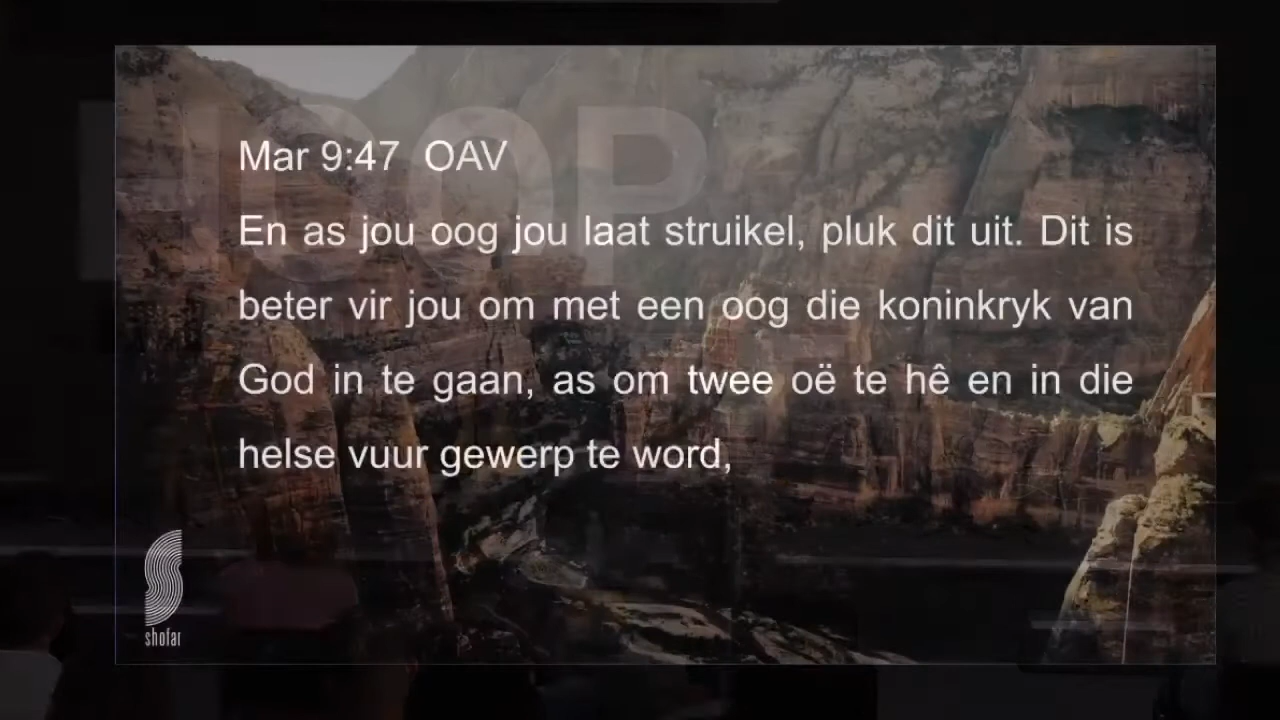 Mar 9:47 OAV
En as jou oog jou laat struikel, pluk dit uit. Dit is
beter vir jou om met een oog die koninkryk van
God in te gaan, as om twee oë te hê en in die
helse vuur gewerp te word,
shofar